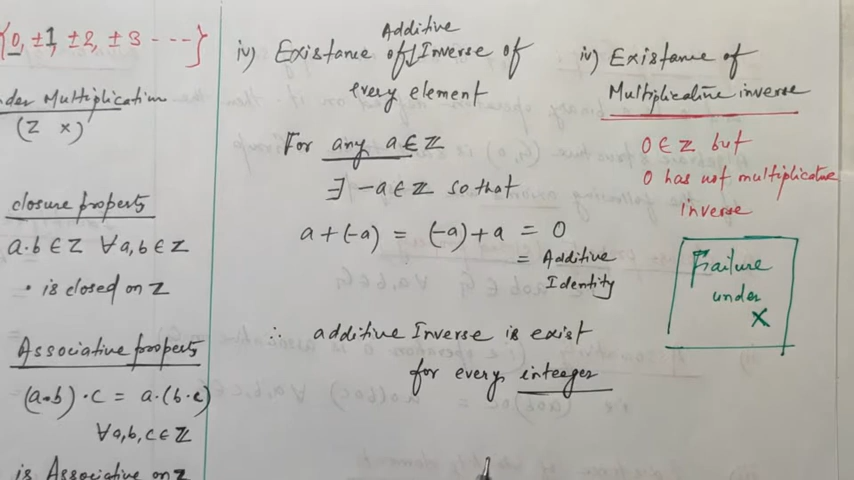 {0, ±1, ±2, ±3 ----}
under Multiplication
(Z ×)
closure property
a.b ∈ Z ∀a,b ∈ Z
. is closed on Z
Associative property
(a.b).c = a.(b.c)
∀a,b,c ∈ Z
is Associative on Z
iv) Existance of Additive Inverse of
every element
For any a ∈ Z
∃ -a ∈ Z so that
a+(-a) = (-a)+a = 0
= Additive
Identity
∴ additive Inverse is exist
for every integer
iv) Existance of
Multiplicative inverse
0 ∈ Z but
0 has not multiplicative
inverse
Failure
under
×